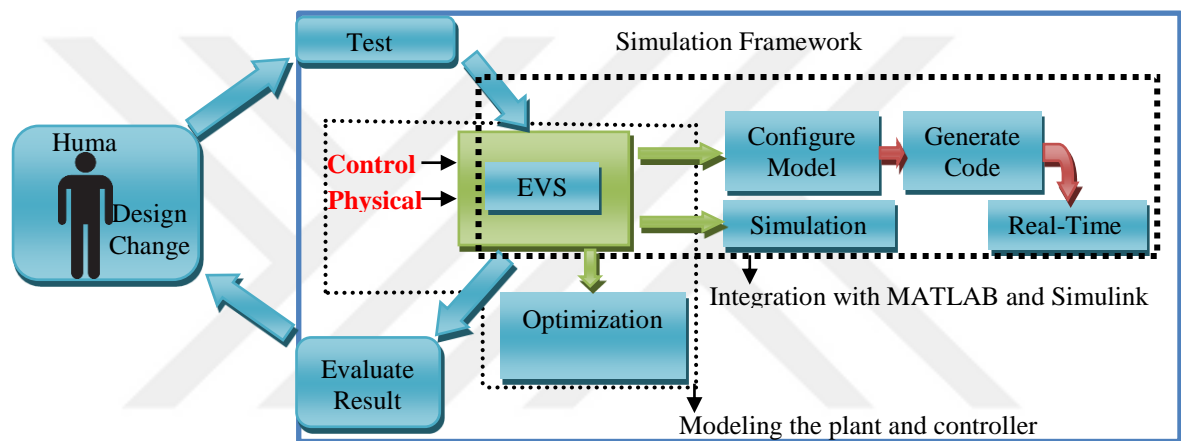 Test
Simulation Framework
Huma
Design
Change
Control
Physical
EVS
Configure
Model
Generate
Code
Simulation
Real-Time
Integration with MATLAB and Simulink
Optimization
Evaluate
Result
Modeling the plant and controller